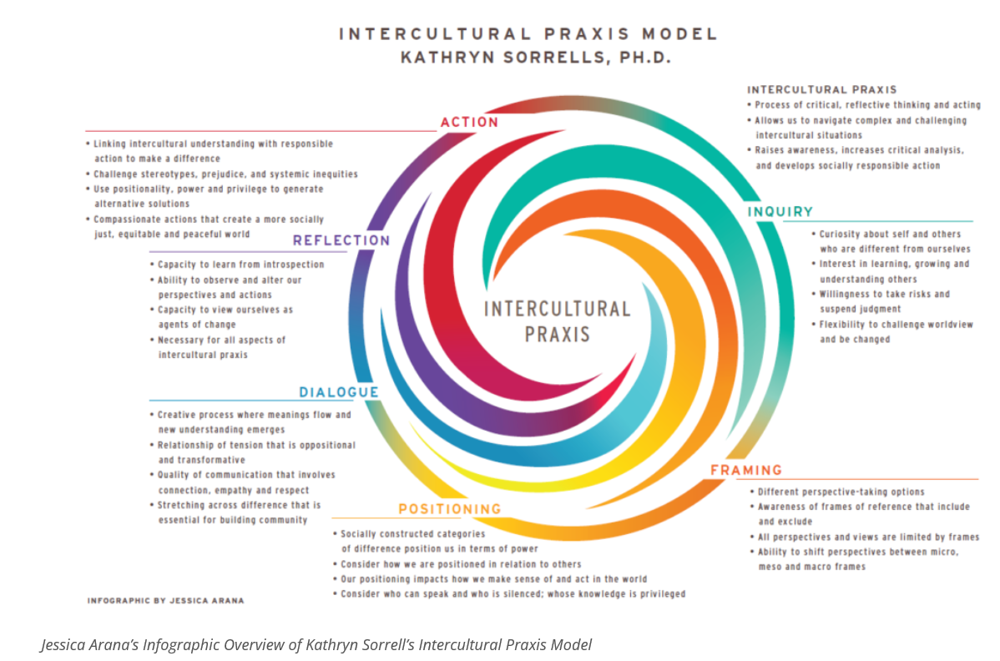 INTERCULTURAL PRAXIS MODEL
KATHRYN SORRELLS, PH.D.
INTERCULTURAL PRAXIS
• Process of critical, reflective thinking and acting
• Allows us to navigate complex and challenging
intercultural situations
• Raises awareness, increases critical analysis,
and develops socially responsible action
ACTION
• Linking intercultural understanding with responsible
action to make a difference
• Challenge stereotypes, prejudice, and systemic inequities
• Use positionality, power and privilege to generate
alternative solutions
• Compassionate actions that create a more socially
just, equitable and peaceful world
INQUIRY
• Curiosity about self and others
who are different from ourselves
• Interest in learning, growing and
understanding others
• Willingness to take risks and
suspend judgment
• Flexibility to challenge worldview
and be changed
REFLECTION
• Capacity to learn from introspection
• Ability to observe and alter our
perspectives and actions
• Capacity to view ourselves as
agents of change
• Necessary for all aspects of
intercultural praxis
INTERCULTURAL
PRAXIS
DIALOGUE
• Creative process where meanings flow and
new understanding emerges
• Relationship of tension that is oppositional
and transformative
• Quality of communication that involves
connection, empathy and respect
• Stretching across difference that is
essential for building community
FRAMING
• Different perspective-taking options
• Awareness of frames of reference that include
and exclude
• All perspectives and views are limited by frames
• Ability to shift perspectives between micro,
meso and macro frames
POSITIONING
• Socially constructed categories
of difference position us in terms of power
• Consider how we are positioned in relation to others
• Our positioning impacts how we make sense of and act in the world
• Consider who can speak and who is silenced; whose knowledge is privileged
INFOGRAPHIC BY JESSICA ARANA
Jessica Arana’s Infographic Overview of Kathryn Sorrell’s Intercultural Praxis Model